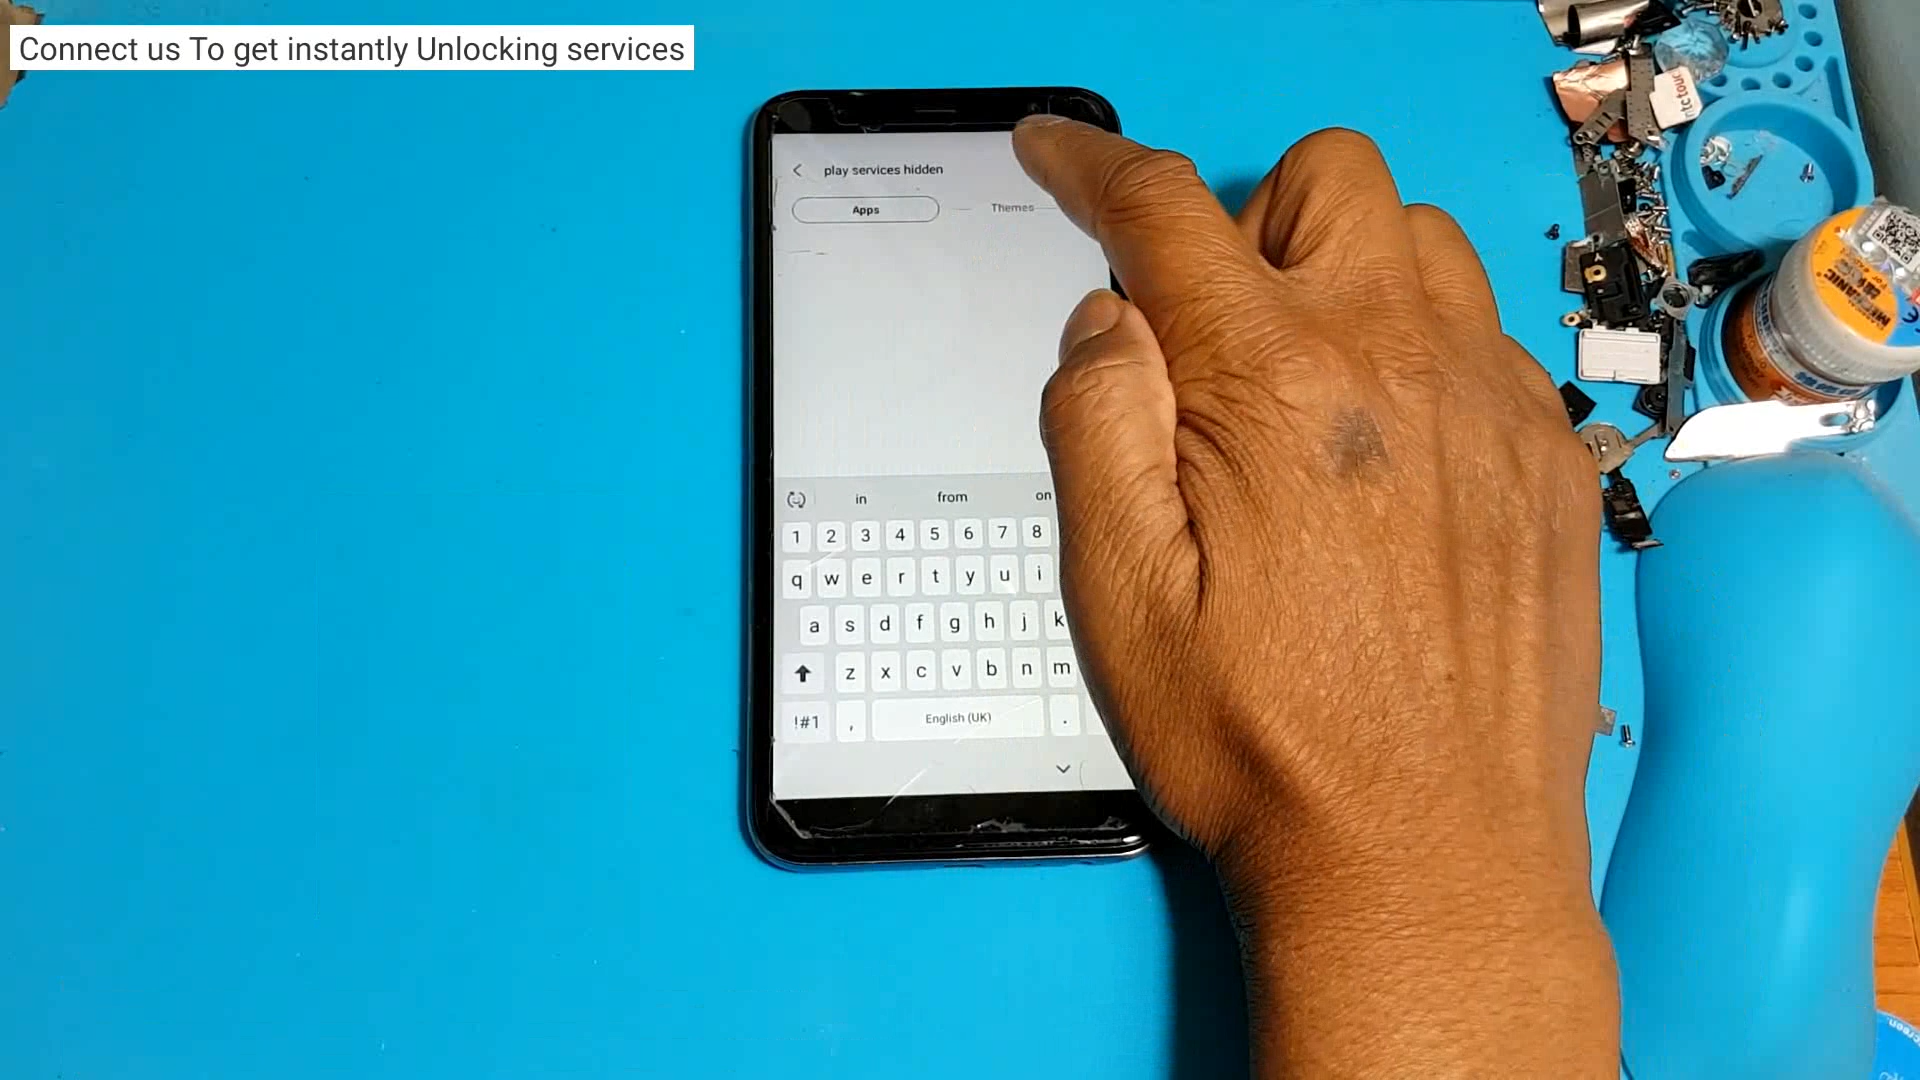 Connect us To get instantly Unlocking services
play services hidden
Apps
Themes
in from on
1 2 3 4 5 6 7 8
q w e r t y u i
a s d f g h j k
z x c v b n m
!#1 , English (UK) .